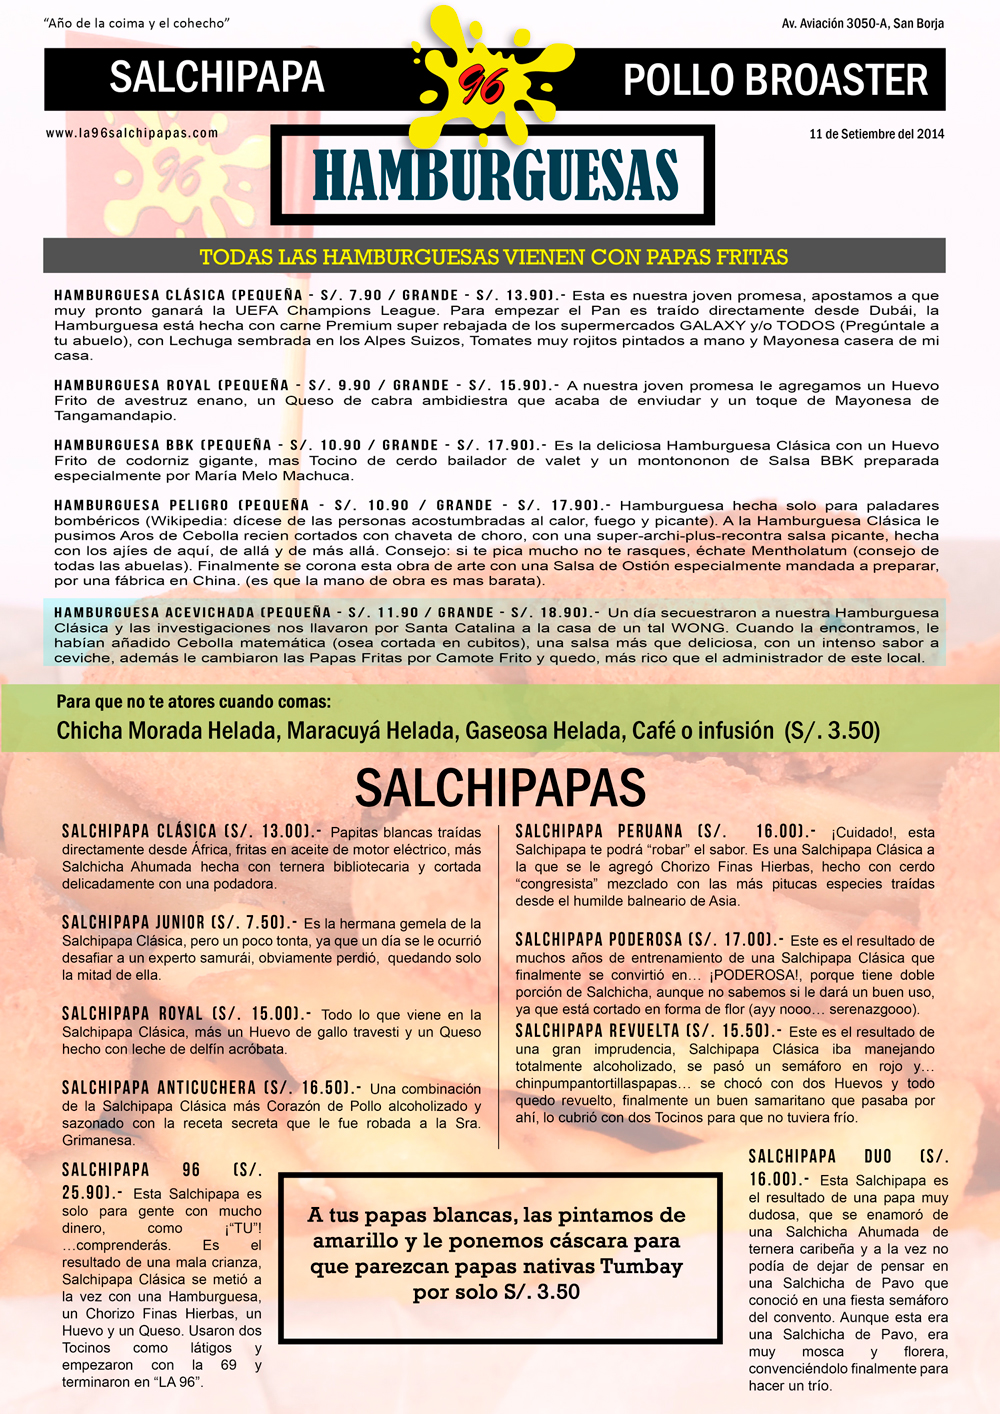 “Año de la coima y el cohecho”
Av. Aviación 3050-A, San Borja
SALCHIPAPA
96
POLLO BROASTER
www.la96salchipapas.com
11 de Setiembre del 2014
96
HAMBURGUESAS
TODAS LAS HAMBURGUESAS VIENEN CON PAPAS FRITAS
HAMBURGUESA CLÁSICA (PEQUEÑA - S/. 7.90 / GRANDE - S/. 13.90).- Esta es nuestra joven promesa, apostamos a que
muy pronto ganará la UEFA Champions League. Para empezar el Pan es traído directamente desde Dubái, la
Hamburguesa está hecha con carne Premium super rebajada de los supermercados GALAXY y/o TODOS (Pregúntale a
tu abuelo), con Lechuga sembrada en los Alpes Suizos, Tomates muy rojitos pintados a mano y Mayonesa casera de mi
casa.
HAMBURGUESA ROYAL (PEQUEÑA - S/. 9.90 / GRANDE - S/. 15.90).- A nuestra joven promesa le agregamos un Huevo
Frito de avestruz enano, un Queso de cabra ambidiestra que acaba de enviudar y un toque de Mayonesa de
Tangamandapio.
HAMBURGUESA BBK (PEQUEÑA - S/. 10.90 / GRANDE - S/. 17.90).- Es la deliciosa Hamburguesa Clásica con un Huevo
Frito de codorniz gigante, mas Tocino de cerdo bailador de valet y un montononon de Salsa BBK preparada
especialmente por María Melo Machuca.
HAMBURGUESA PELIGRO (PEQUEÑA - S/. 10.90 / GRANDE - S/. 17.90).- Hamburguesa hecha solo para paladares
bombéricos (Wikipedia: dícese de las personas acostumbradas al calor, fuego y picante). A la Hamburguesa Clásica le
pusimos Aros de Cebolla recien cortados con chaveta de choro, con una super-archi-plus-recontra salsa picante, hecha
con los ajíes de aquí, de allá y de más allá. Consejo: si te pica mucho no te rasques, échate Mentholatum (consejo de
todas las abuelas). Finalmente se corona esta obra de arte con una Salsa de Ostión especialmente mandada a preparar,
por una fábrica en China. (es que la mano de obra es mas barata).
HAMBURGUESA ACEVICHADA (PEQUEÑA - S/. 11.90 / GRANDE - S/. 18.90).- Un día secuestraron a nuestra Hamburguesa
Clásica y las investigaciones nos llavaron por Santa Catalina a la casa de un tal WONG. Cuando la encontramos, le
habían añadido Cebolla matemática (osea cortada en cubitos), una salsa más que deliciosa, con un intenso sabor a
ceviche, además le cambiaron las Papas Fritas por Camote Frito y quedo, más rico que el administrador de este local.
Para que no te atores cuando comas:
Chicha Morada Helada, Maracuyá Helada, Gaseosa Helada, Café o infusión (S/. 3.50)
SALCHIPAPAS
SALCHIPAPA CLÁSICA (S/. 13.00).- Papitas blancas traídas
directamente desde África, fritas en aceite de motor eléctrico, más
Salchicha Ahumada hecha con ternera bibliotecaria y cortada
delicadamente con una podadora.
SALCHIPAPA JUNIOR (S/. 7.50).- Es la hermana gemela de la
Salchipapa Clásica, pero un poco tonta, ya que un día se le ocurrió
desafiar a un experto samurái, obviamente perdió, quedando solo
la mitad de ella.
SALCHIPAPA ROYAL (S/. 15.00).- Todo lo que viene en la
Salchipapa Clásica, más un Huevo de gallo travesti y un Queso
hecho con leche de delfín acróbata.
SALCHIPAPA ANTICUCHERA (S/. 16.50).- Una combinación
de la Salchipapa Clásica más Corazón de Pollo alcoholizado y
sazonado con la receta secreta que le fue robada a la Sra.
Grimanesa.
SALCHIPAPA PERUANA (S/. 16.00).- ¡Cuidado!, esta
Salchipapa te podrá “robar” el sabor. Es una Salchipapa Clásica a
la que se le agregó Chorizo Finas Hierbas, hecho con cerdo
“congresista” mezclado con las más pitucas especies traídas
desde el humilde balneario de Asia.
SALCHIPAPA PODEROSA (S/. 17.00).- Este es el resultado de
muchos años de entrenamiento de una Salchipapa Clásica que
finalmente se convirtió en… ¡PODEROSA!, porque tiene doble
porción de Salchicha, aunque no sabemos si le dará un buen uso,
ya que está cortado en forma de flor (ayy nooo… serenazgooo).
SALCHIPAPA REVUELTA (S/. 15.50).- Este es el resultado de
una gran imprudencia, Salchipapa Clásica iba manejando
totalmente alcoholizado, se pasó un semáforo en rojo y…
chinpumpantortillaspapas… se chocó con dos Huevos y todo
quedo revuelto, finalmente un buen samaritano que pasaba por
ahí, lo cubrió con dos Tocinos para que no tuviera frío.
SALCHIPAPA 96 (S/.
25.90).- Esta Salchipapa es
solo para gente con mucho
dinero, como ¡“TU”!
…comprenderás. Es el
resultado de una mala crianza,
Salchipapa Clásica se metió a
la vez con una Hamburguesa,
un Chorizo Finas Hierbas, un
Huevo y un Queso. Usaron dos
Tocinos como látigos y
empezaron con la 69 y
terminaron en “LA 96”.
A tus papas blancas, las pintamos de
amarillo y le ponemos cáscara para
que parezcan papas nativas Tumbay
por solo S/. 3.50
SALCHIPAPA DUO (S/.
16.00).- Esta Salchipapa es
el resultado de una papa muy
dudosa, que se enamoró de
una Salchicha Ahumada de
ternera caribeña y a la vez no
podía de dejar de pensar en
una Salchicha de Pavo que
conoció en una fiesta semáforo
del convento. Aunque esta era
una Salchicha de Pavo, era
muy mosca y florera,
convenciéndolo finalmente para
hacer un trío.